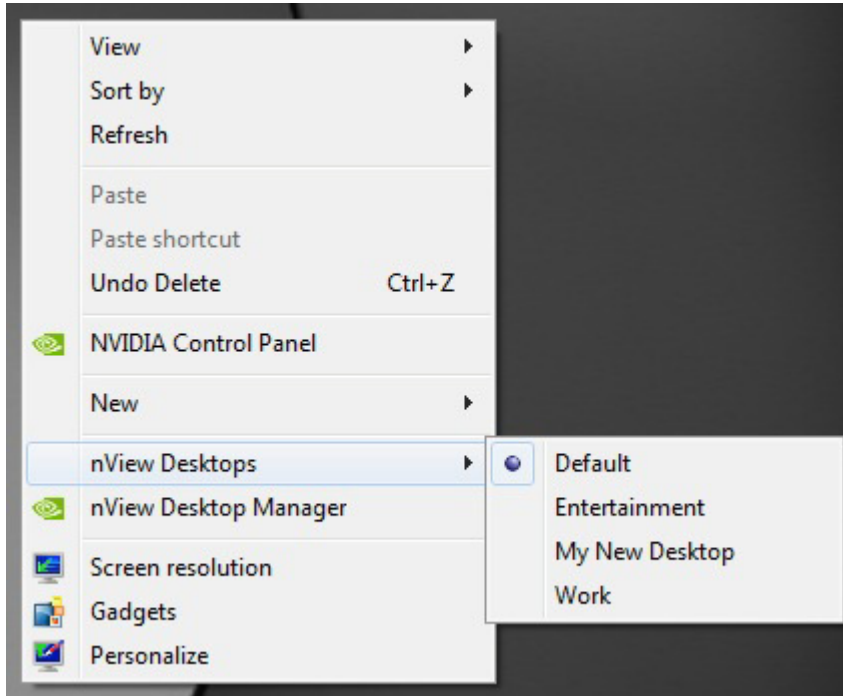 View
Sort by
Refresh
Paste
Paste shortcut
Undo Delete Ctrl+Z
NVIDIA Control Panel
New
nView Desktops
nView Desktop Manager
Screen resolution
Gadgets
Personalize
Default
Entertainment
My New Desktop
Work